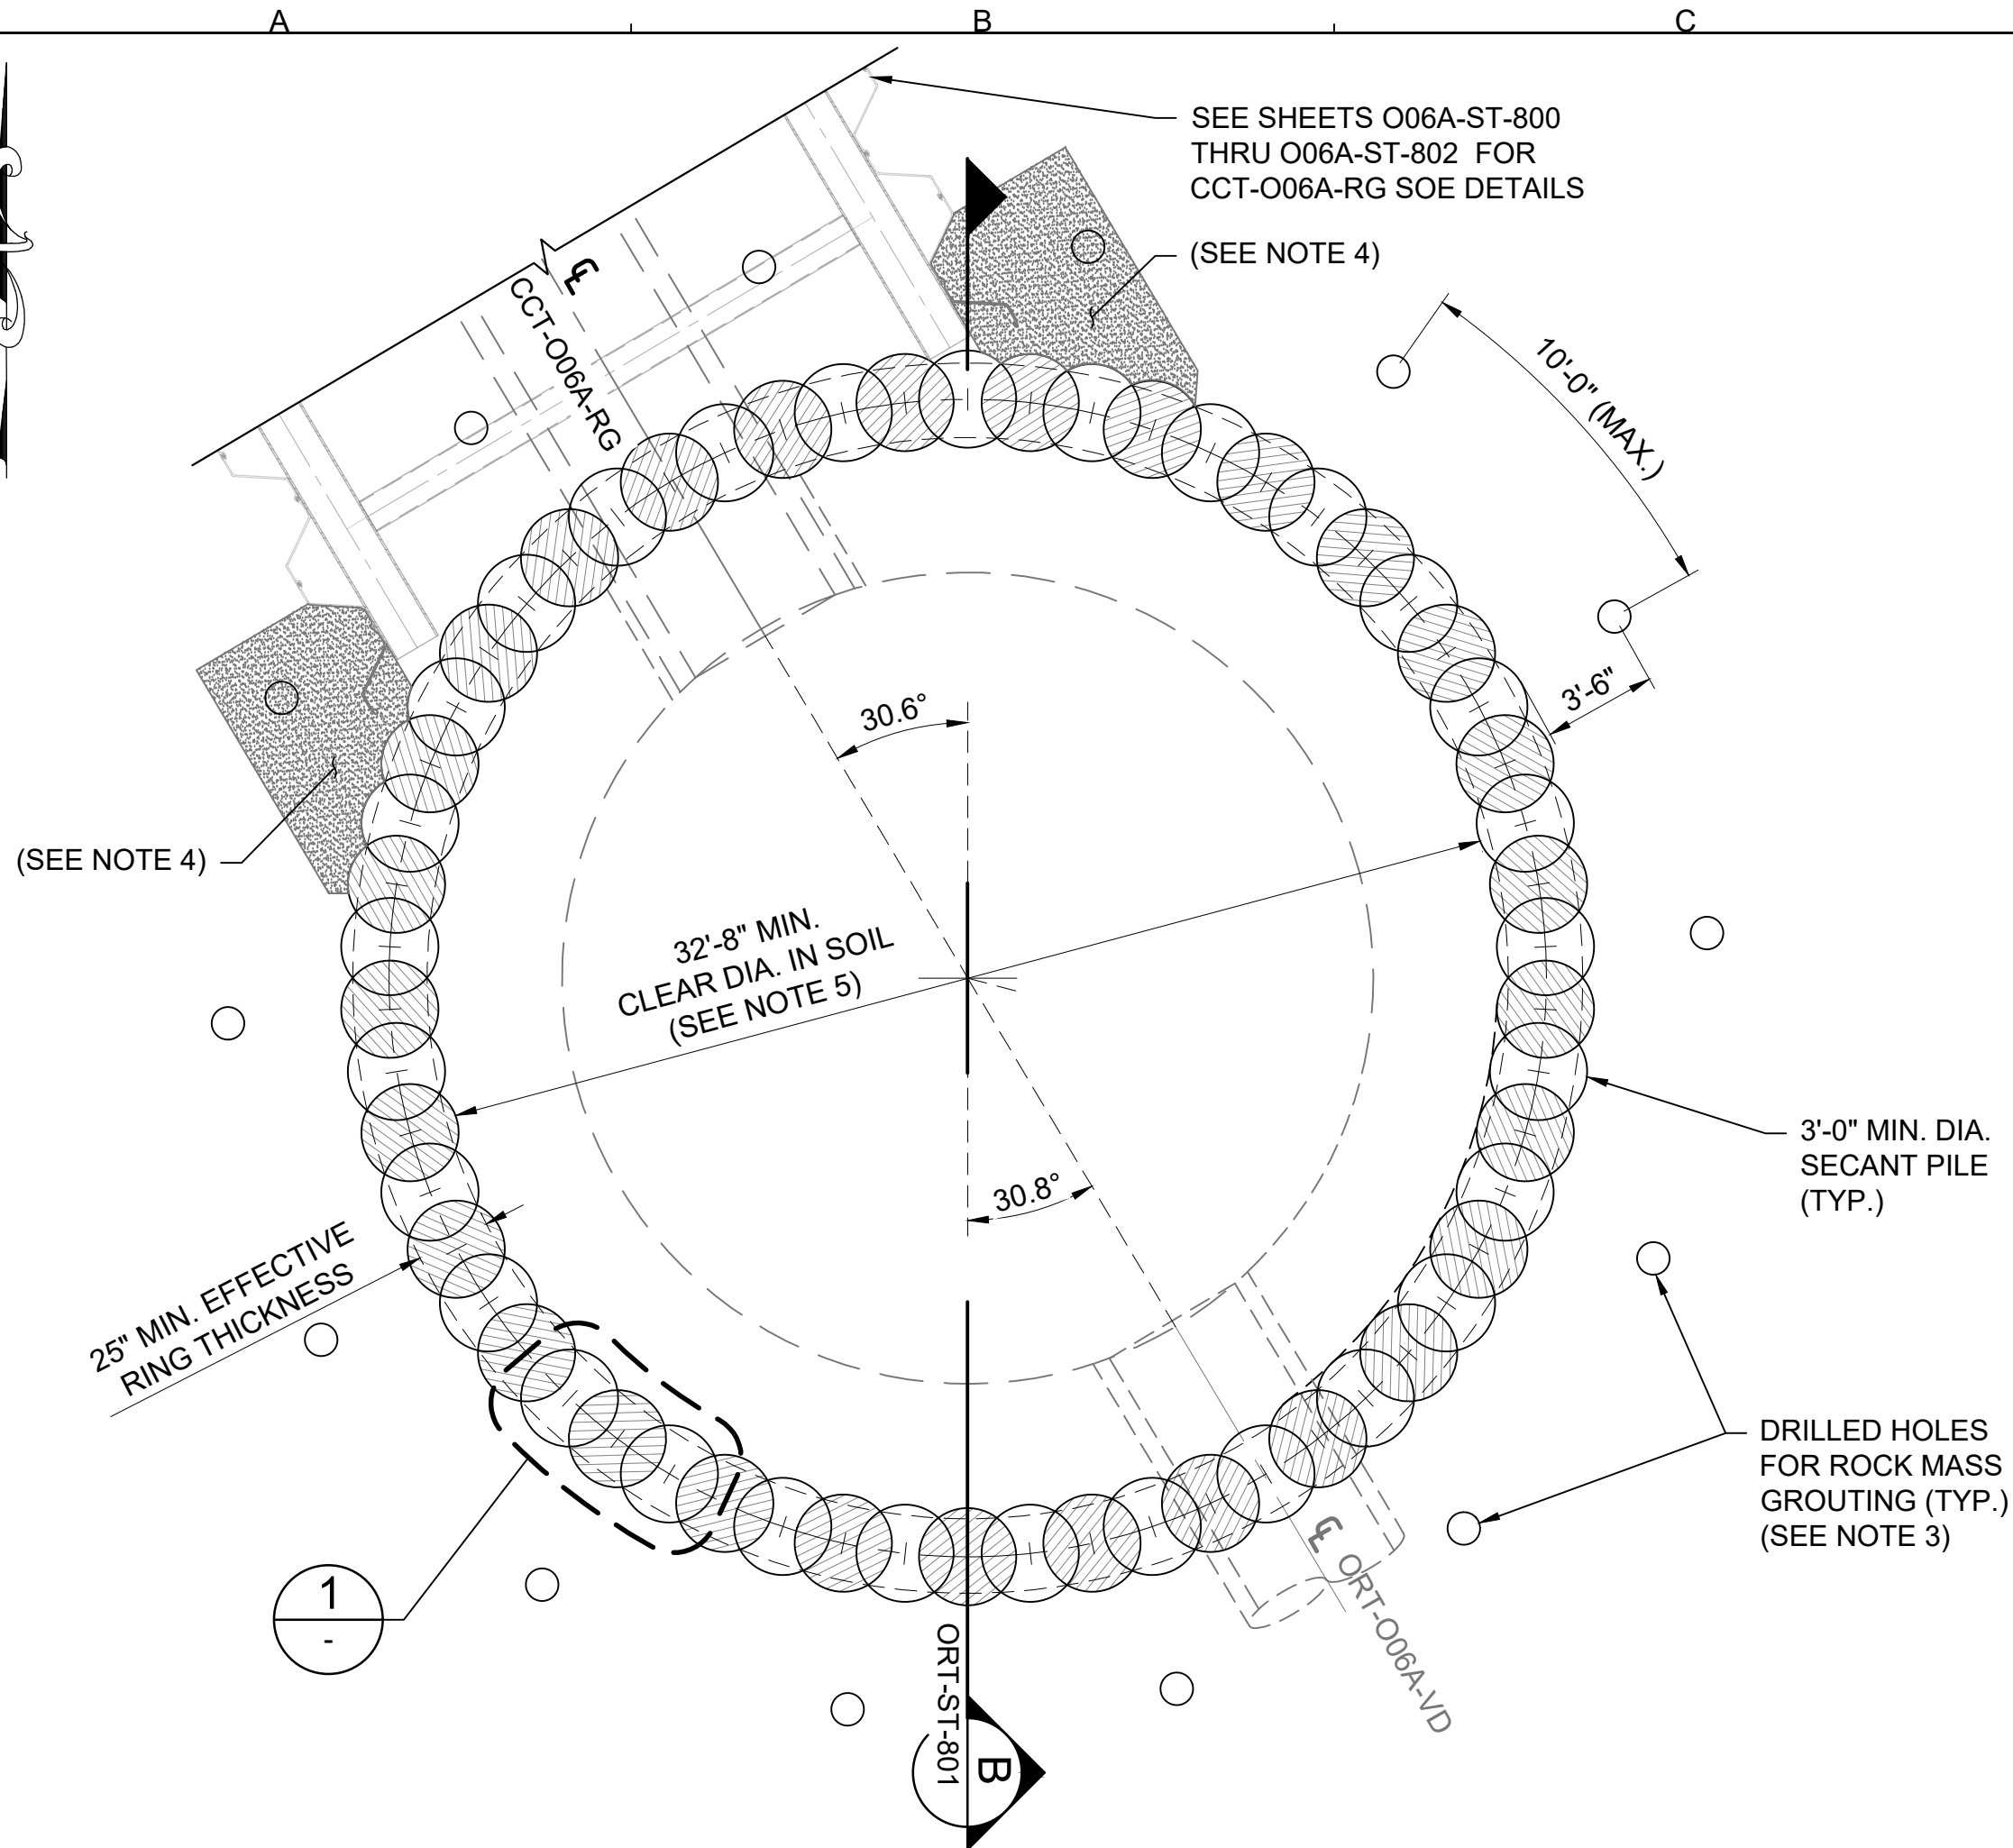 A
B
C
SEE SHEETS O06A-ST-800
THRU O06A-ST-802 FOR
CCT-O06A-RG SOE DETAILS
(SEE NOTE 4)
CCT-O06A-RG
10'-0" (MAX.)
3'-6"
30.6°
(SEE NOTE 4)
32'-8" MIN.
CLEAR DIA. IN SOIL
(SEE NOTE 5)
30.8°
3'-0" MIN. DIA.
SECANT PILE
(TYP.)
25" MIN. EFFECTIVE
RING THICKNESS
DRILLED HOLES
FOR ROCK MASS
GROUTING (TYP.)
(SEE NOTE 3)
1
-
ORT-O06A-VD
ORT-ST-801
B